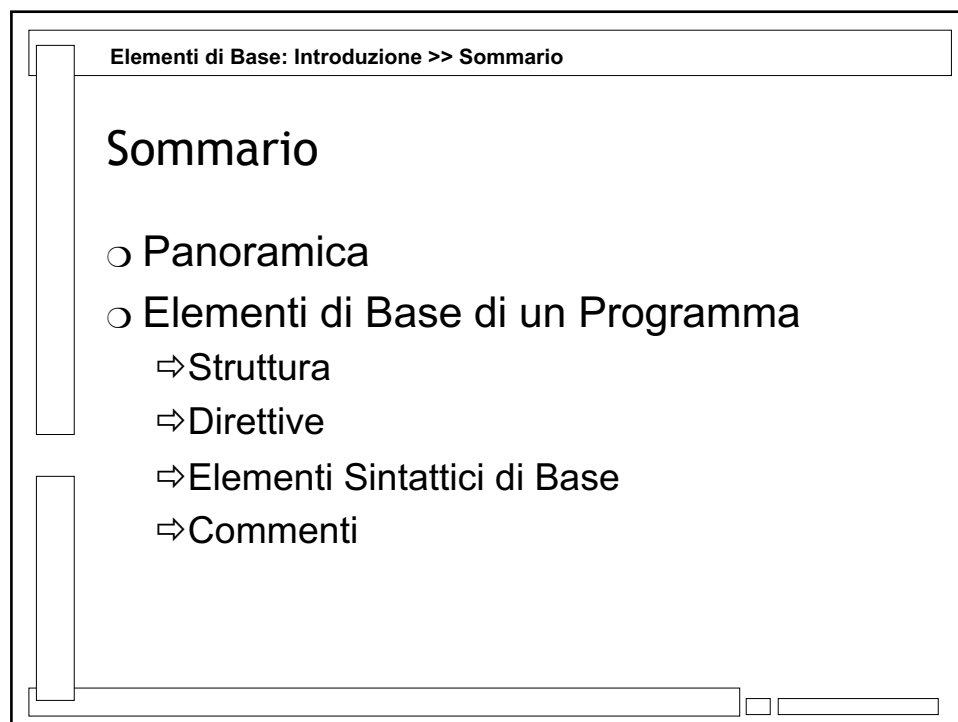 Elementi di Base: Introduzione >> Sommario
Sommario
❍ Panoramica
❍ Elementi di Base di un Programma
⇨Struttura
⇨Direttive
⇨Elementi Sintattici di Base
⇨Commenti